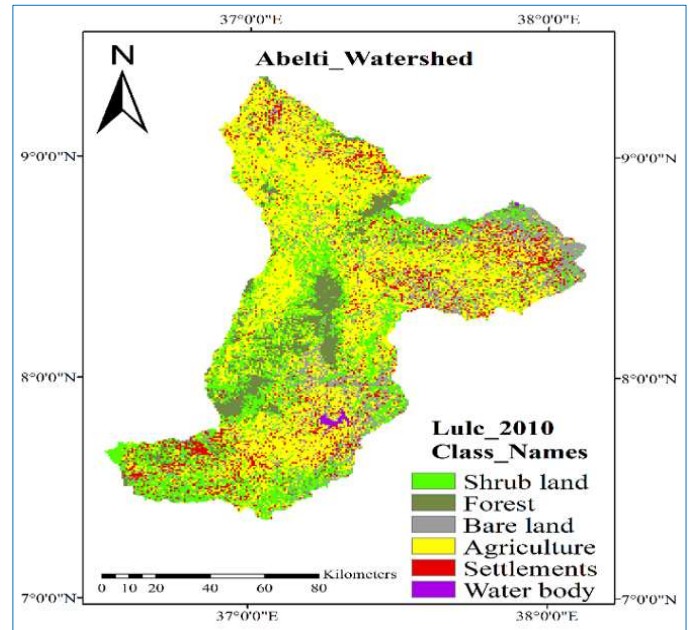 37°0'0"E 38°0'0"E
Abelti_Watershed
N
9°0'0"N 9°0'0"N
8°0'0"N 8°0'0"N
Lulc_2010
Class_Names
Shrub land
Forest
Bare land
Agriculture
Settlements
Water body
Kilometers
0 5 10 20 40 60 80
7°0'0"N 7°0'0"N
37°0'0"E 38°0'0"E